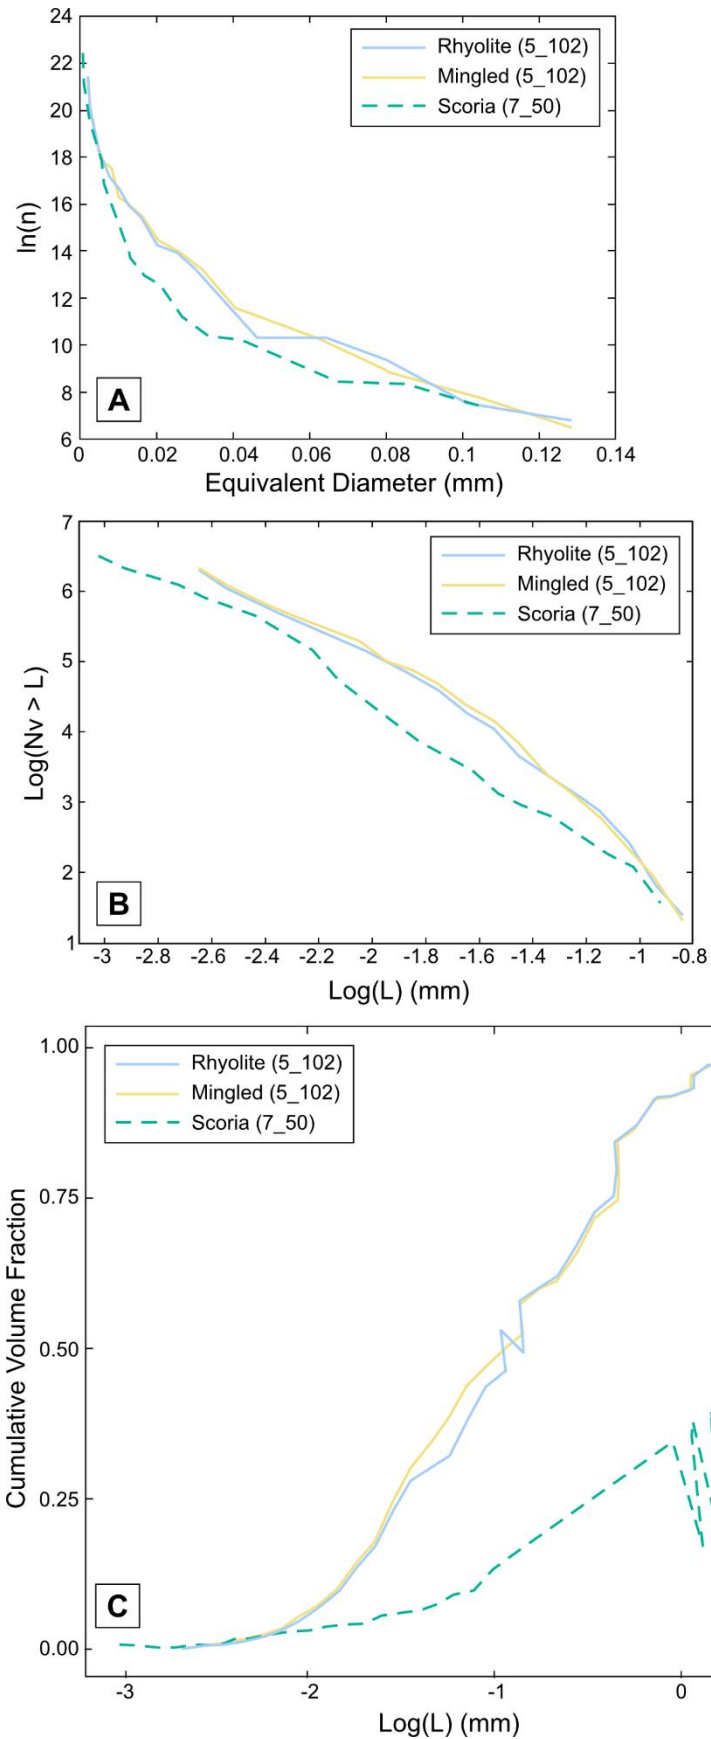 24
22
20
18
16
14
12
10
8
6
ln(n)
Rhyolite (5_102)
Mingled (5_102)
Scoria (7_50)
A
0 0.02 0.04 0.06 0.08 0.1 0.12 0.14
Equivalent Diameter (mm)
7
6
5
4
3
2
1
Log(Nv > L)
Rhyolite (5_102)
Mingled (5_102)
Scoria (7_50)
B
-3 -2.8 -2.6 -2.4 -2.2 -2 -1.8 -1.6 -1.4 -1.2 -1 -0.8
Log(L) (mm)
1.00
0.75
0.50
0.25
0.00
Cumulative Volume Fraction
Rhyolite (5_102)
Mingled (5_102)
Scoria (7_50)
C
-3 -2 -1 0
Log(L) (mm)